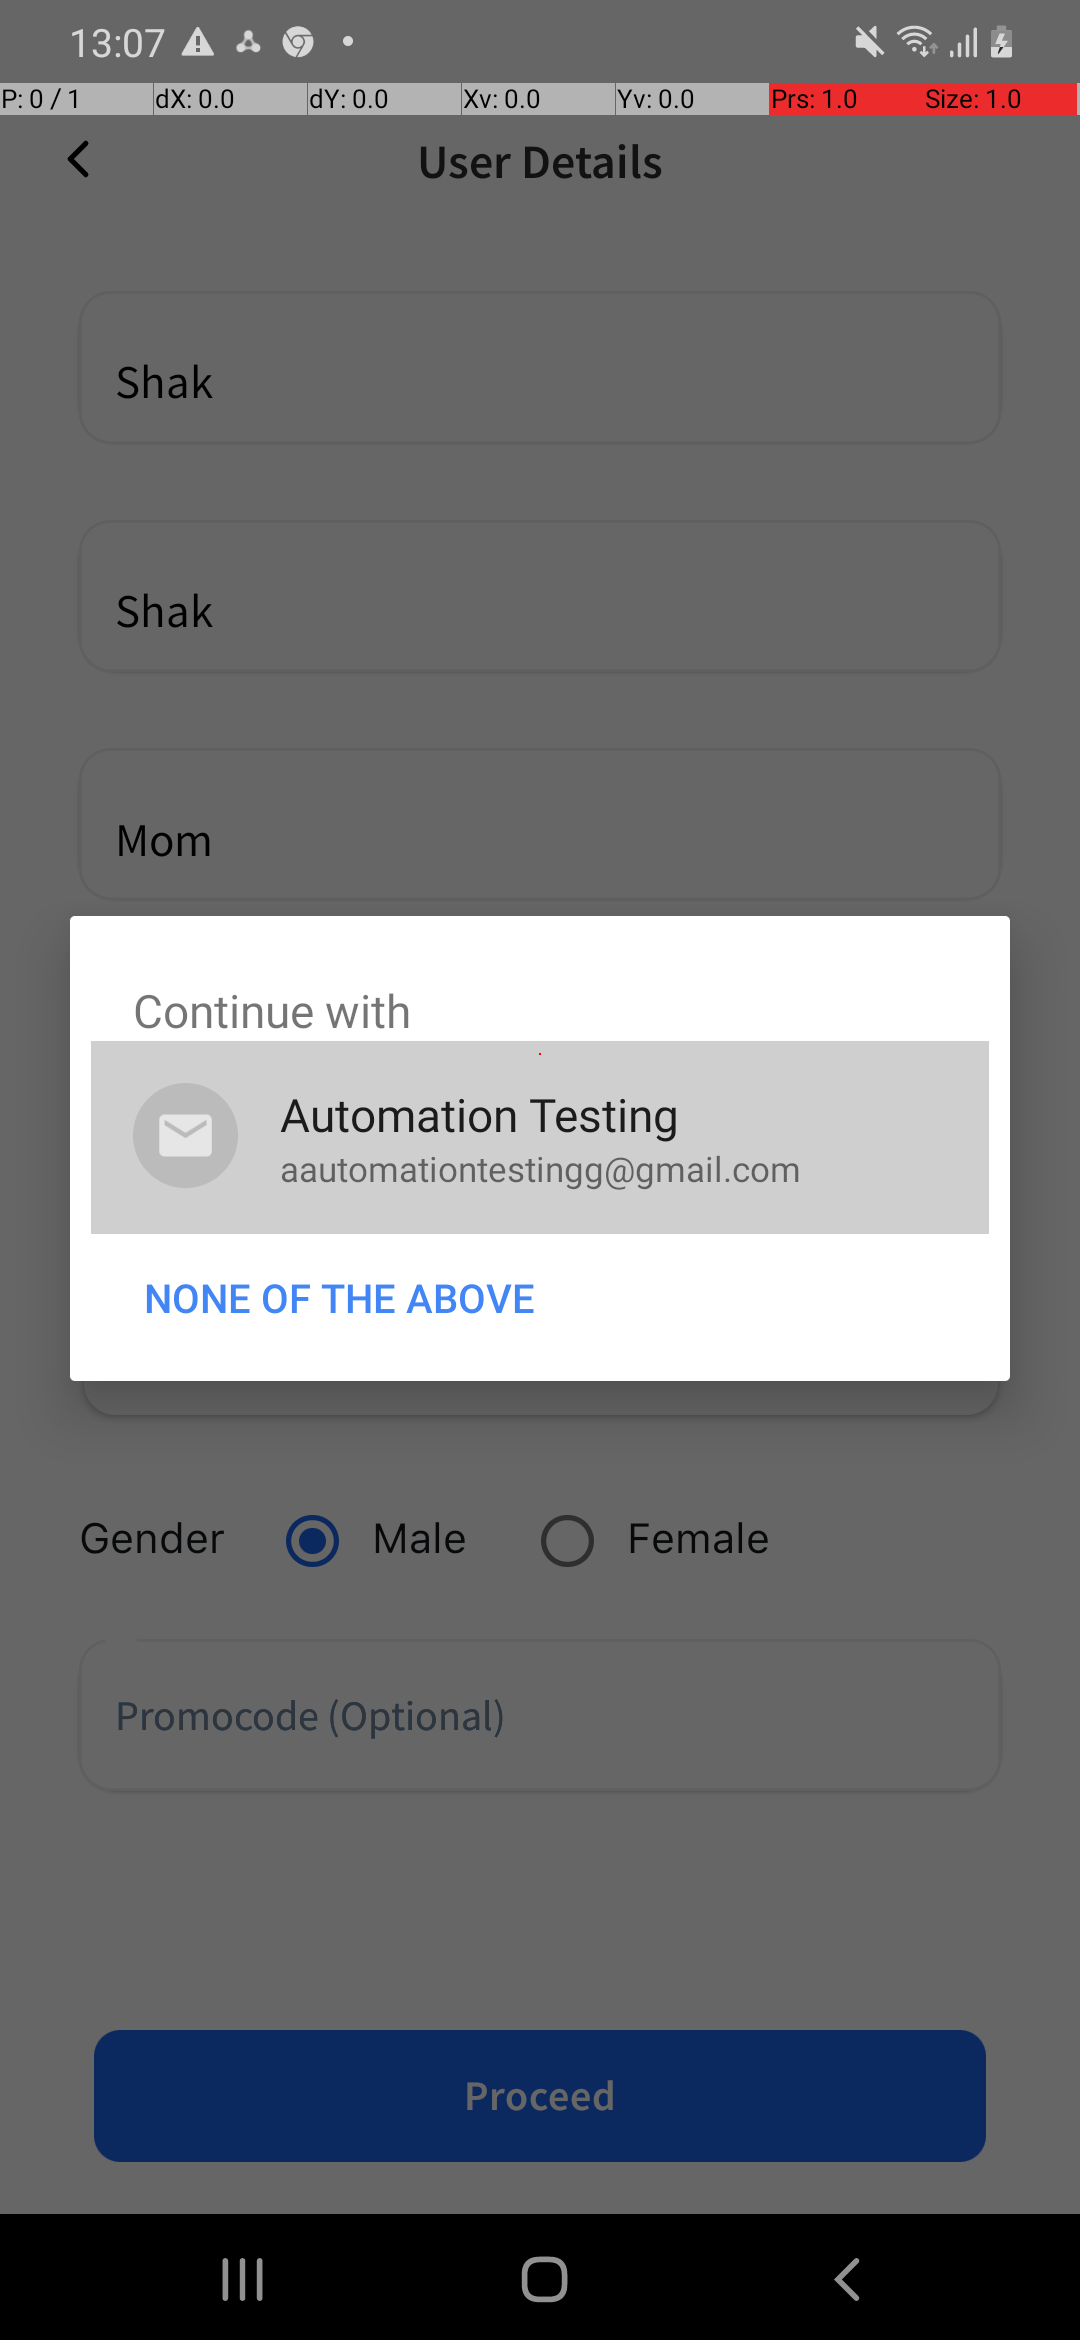 13:07
P: 0 / 1 dX: 0.0 dY: 0.0 Xv: 0.0 Yv: 0.0 Prs: 1.0 Size: 1.0
User Details
Shak
Shak
Mom
Continue with
Automation Testing
aautomationtestingg@gmail.com
NONE OF THE ABOVE
Gender Male Female
Promocode (Optional)
Proceed